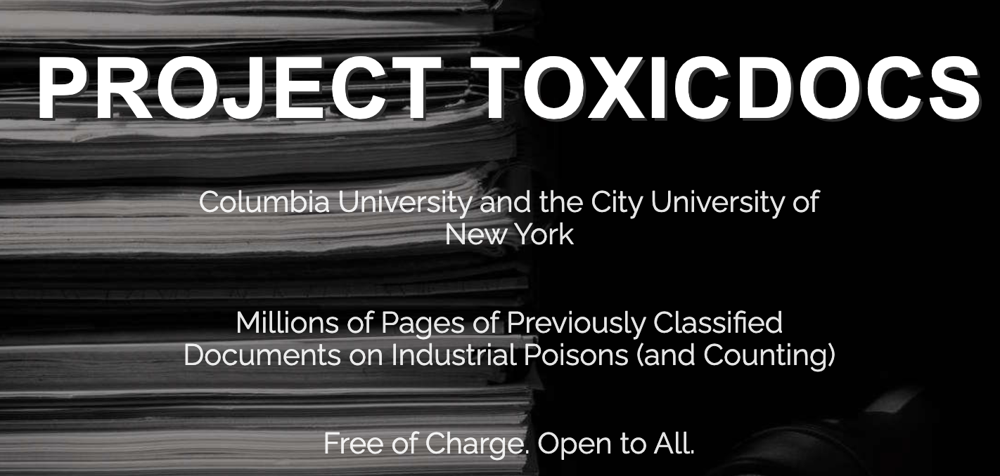 PROJECT TOXICDOCS
Columbia University and the City University of
New York
Millions of Pages of Previously Classified
Documents on Industrial Poisons (and Counting)
Free of Charge. Open to All.